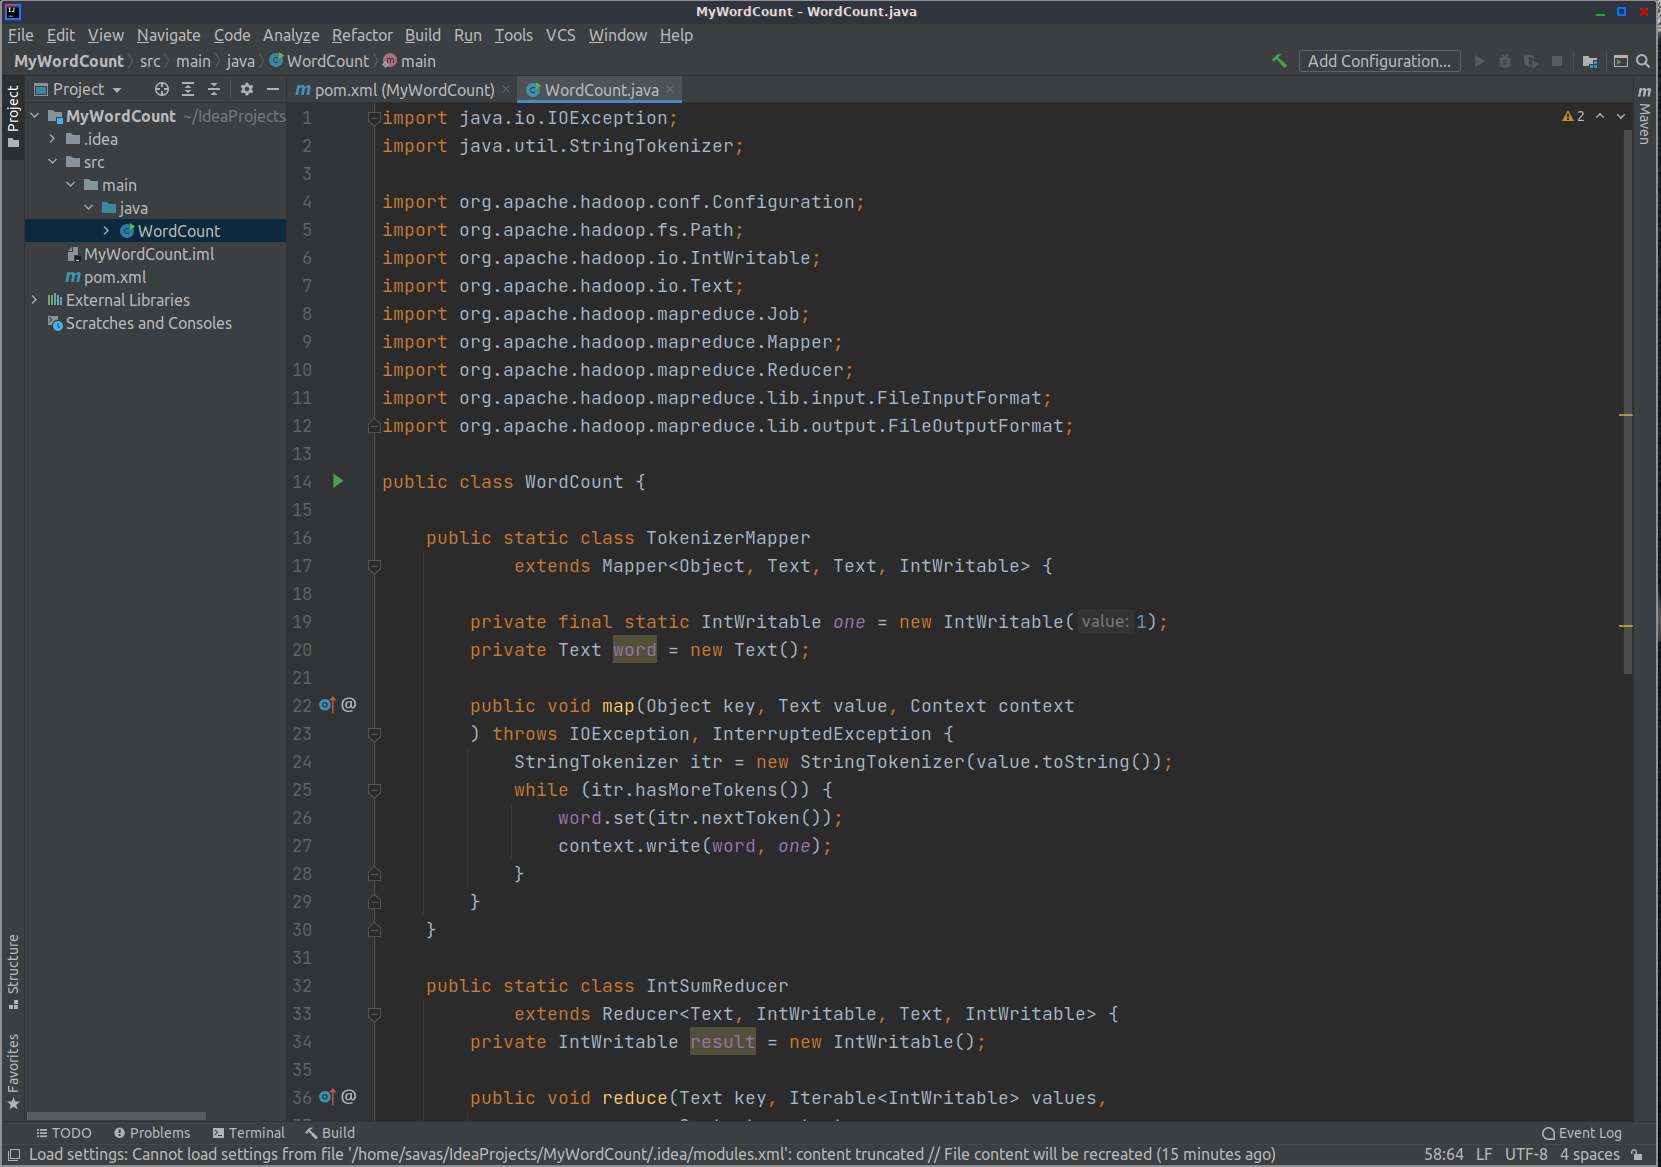 MyWordCount - WordCount.java
File Edit View Navigate Code Analyze Refactor Build Run Tools VCS Window Help
MyWordCount src main java WordCount main
Add Configuration...
Project
pom.xml (MyWordCount)
WordCount.java
Project
Structure
Favorites
MyWordCount ~/IdeaProjects
.idea
src
main
java
WordCount
MyWordCount.iml
pom.xml
External Libraries
Scratches and Consoles
2
Maven
1 import java.io.IOException;
2 import java.util.StringTokenizer;
3
4 import org.apache.hadoop.conf.Configuration;
5 import org.apache.hadoop.fs.Path;
6 import org.apache.hadoop.io.IntWritable;
7 import org.apache.hadoop.io.Text;
8 import org.apache.hadoop.mapreduce.Job;
9 import org.apache.hadoop.mapreduce.Mapper;
10 import org.apache.hadoop.mapreduce.Reducer;
11 import org.apache.hadoop.mapreduce.lib.input.FileInputFormat;
12 import org.apache.hadoop.mapreduce.lib.output.FileOutputFormat;
13
14 public class WordCount {
15
16 public static class TokenizerMapper
17 extends Mapper<Object, Text, Text, IntWritable> {
18
19 private final static IntWritable one = new IntWritable( value: 1);
20 private Text word = new Text();
21
22 @ public void map(Object key, Text value, Context context
23 ) throws IOException, InterruptedException {
24 StringTokenizer itr = new StringTokenizer(value.toString());
25 while (itr.hasMoreTokens()) {
26 word.set(itr.nextToken());
27 context.write(word, one);
28 }
29 }
30 }
31
32 public static class IntSumReducer
33 extends Reducer<Text, IntWritable, Text, IntWritable> {
34 private IntWritable result = new IntWritable();
35
36 @ public void reduce(Text key, Iterable<IntWritable> values,
TODO Problems Terminal Build Event Log
Load settings: Cannot load settings from file '/home/savas/IdeaProjects/MyWordCount/.idea/modules.xml': content truncated // File content will be recreated (15 minutes ago) 58:64 LF UTF-8 4 spaces